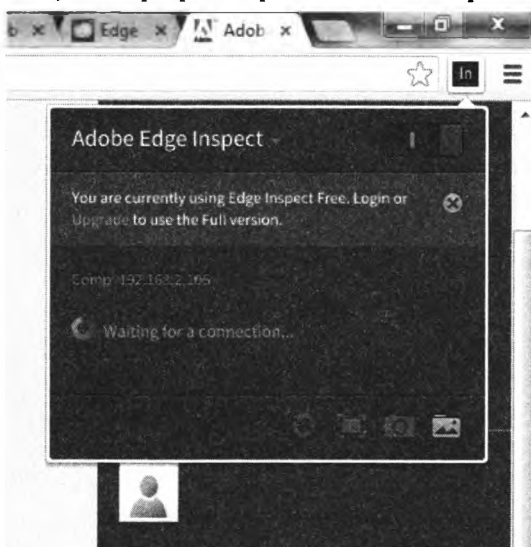 b
Edge
Adob
In
Adobe Edge Inspect
You are currently using Edge Inspect Free. Login or
Upgrade to use the Full version.
Comp 192.168.2.106
Waiting for a connection...